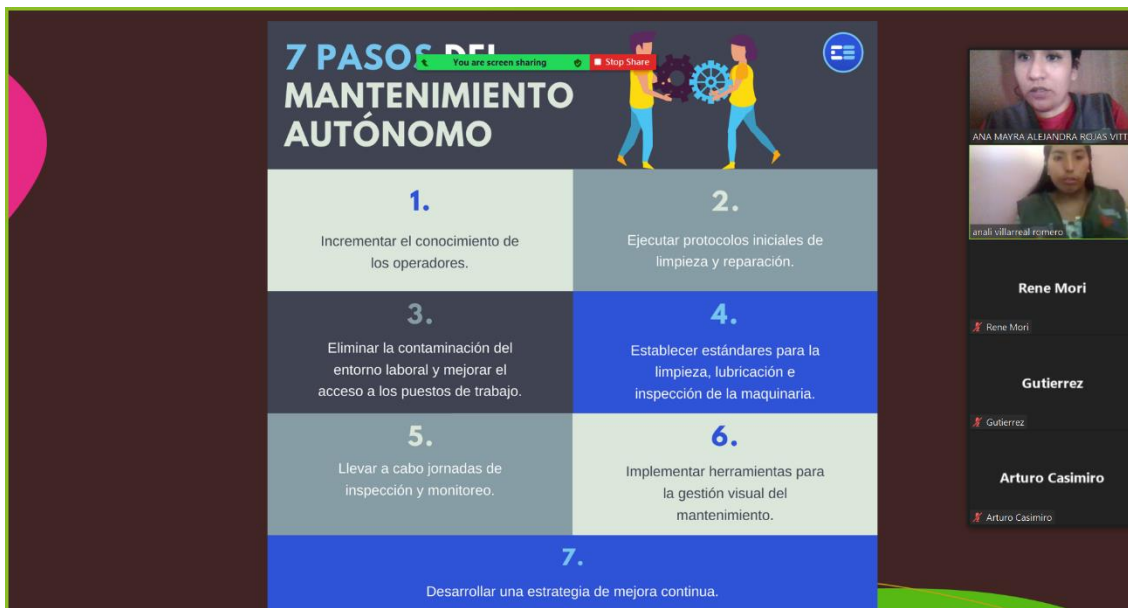 7 PASOS DEL
You are screen sharing
Stop Share
MANTENIMIENTO
AUTÓNOMO
1.
Incrementar el conocimiento de
los operadores.
2.
Ejecutar protocolos iniciales de
limpieza y reparación.
3.
Eliminar la contaminación del
entorno laboral y mejorar el
acceso a los puestos de trabajo.
4.
Establecer estándares para la
limpieza, lubricación e
inspección de la maquinaria.
5.
Llevar a cabo jornadas de
inspección y monitoreo.
6.
Implementar herramientas para
la gestión visual del
mantenimiento.
7.
Desarrollar una estrategia de mejora continua.
ANA MAYRA ALEJANDRA ROJAS VITT
anali villarreal romero
Rene Mori
Rene Mori
Gutierrez
Gutierrez
Arturo Casimiro
Arturo Casimiro